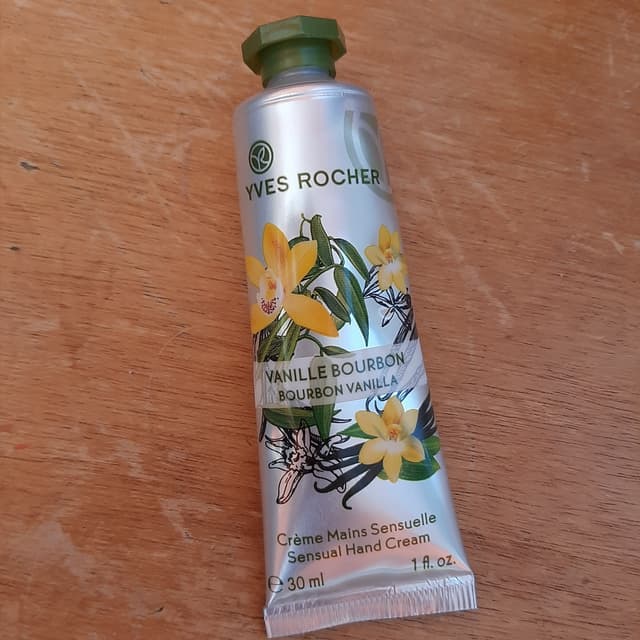 YVES ROCHER
VANILLE BOURBON
BOURBON VANILLA
Crème Mains Sensuelle
Sensual Hand Cream
℮ 30 ml 1 fl. oz.